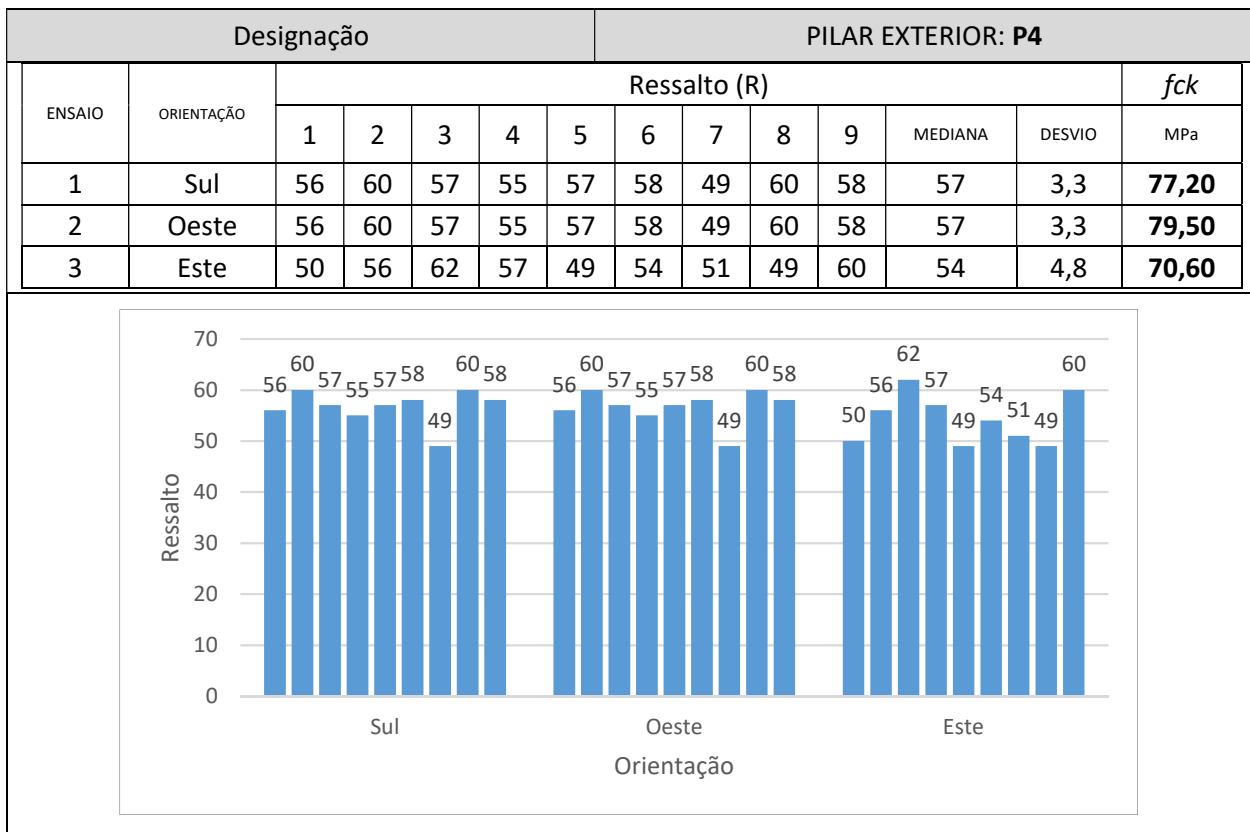 Designação PILAR EXTERIOR: P4
ENSAIO ORIENTAÇÃO Ressalto (R) fck
1 2 3 4 5 6 7 8 9 MEDIANA DESVIO MPa
1 Sul 56 60 57 55 57 58 49 60 58 57 3,3 77,20
2 Oeste 56 60 57 55 57 58 49 60 58 57 3,3 79,50
3 Este 50 56 62 57 49 54 51 49 60 54 4,8 70,60
70
60
50
40
30
20
10
0
Ressalto
56 60 57 55 57 58 49 60 58
56 60 57 55 57 58 49 60 58
50 56 62 57 49 54 51 49 60
Sul Oeste Este
Orientação